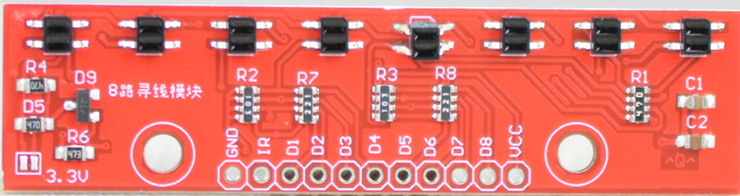 R4
D9
D5
R6
3.3V
8路寻线模块
R2
R7
R3
R8
R1
C1
C2
470
473
470
GND
IR
D1
D2
D3
D4
D5
D6
D7
D8
VCC
^Q^